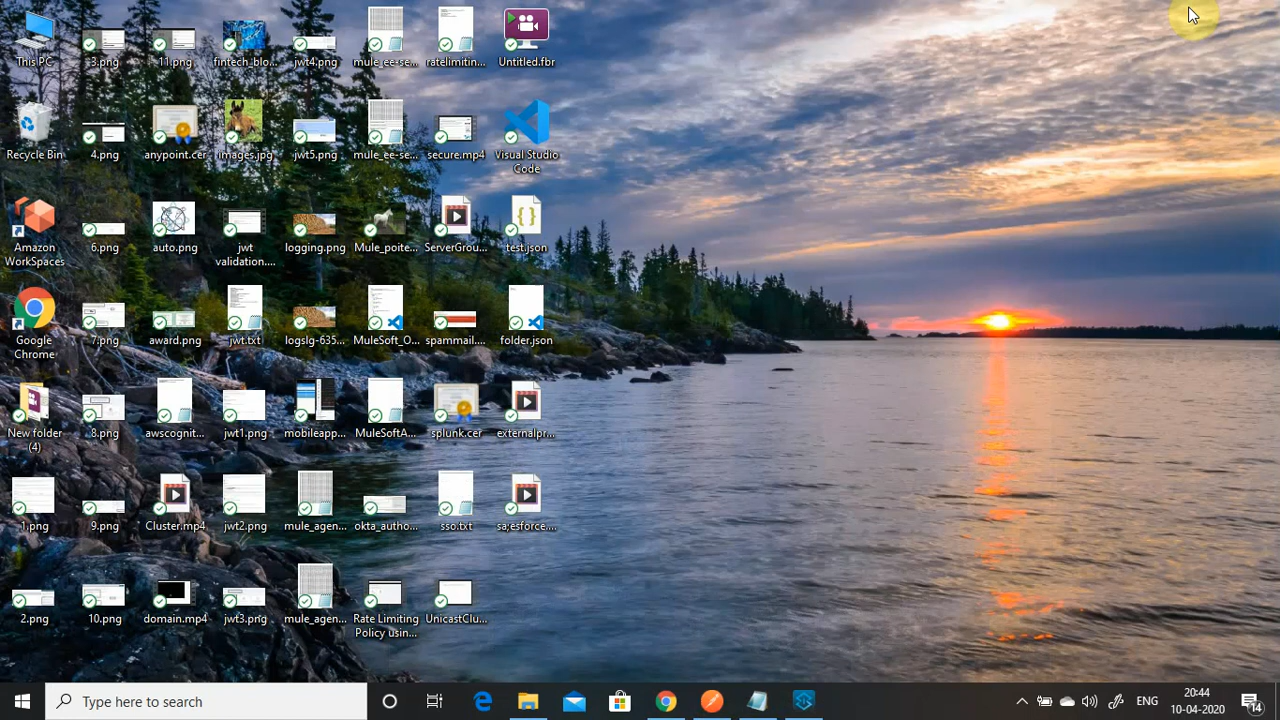 This PC
3.png
11.png
fintech_blo...
jwt4.png
mule_ee-se...
ratelimitin...
Untitled.fbr
Recycle Bin
4.png
anypoint.cer
images.jpg
jwt5.png
mule_ee-se...
secure.mp4
Visual Studio
Code
Amazon
WorkSpaces
6.png
auto.png
jwt
validation....
logging.png
Mule_poite...
ServerGrou...
test.json
Google
Chrome
7.png
award.png
jwt.txt
logslg-635...
MuleSoft_O...
spammail....
folder.json
New folder
(4)
8.png
awscognit...
jwt1.png
mobileapp...
MuleSoftA...
splunk.cer
externalpr...
1.png
9.png
Cluster.mp4
jwt2.png
mule_agen...
okta_autho...
sso.txt
sa,esforce....
2.png
10.png
domain.mp4
jwt3.png
mule_agen...
Rate Limiting
Policy usin...
UnicastClu...
Type here to search
ENG
20:44
10-04-2020
14